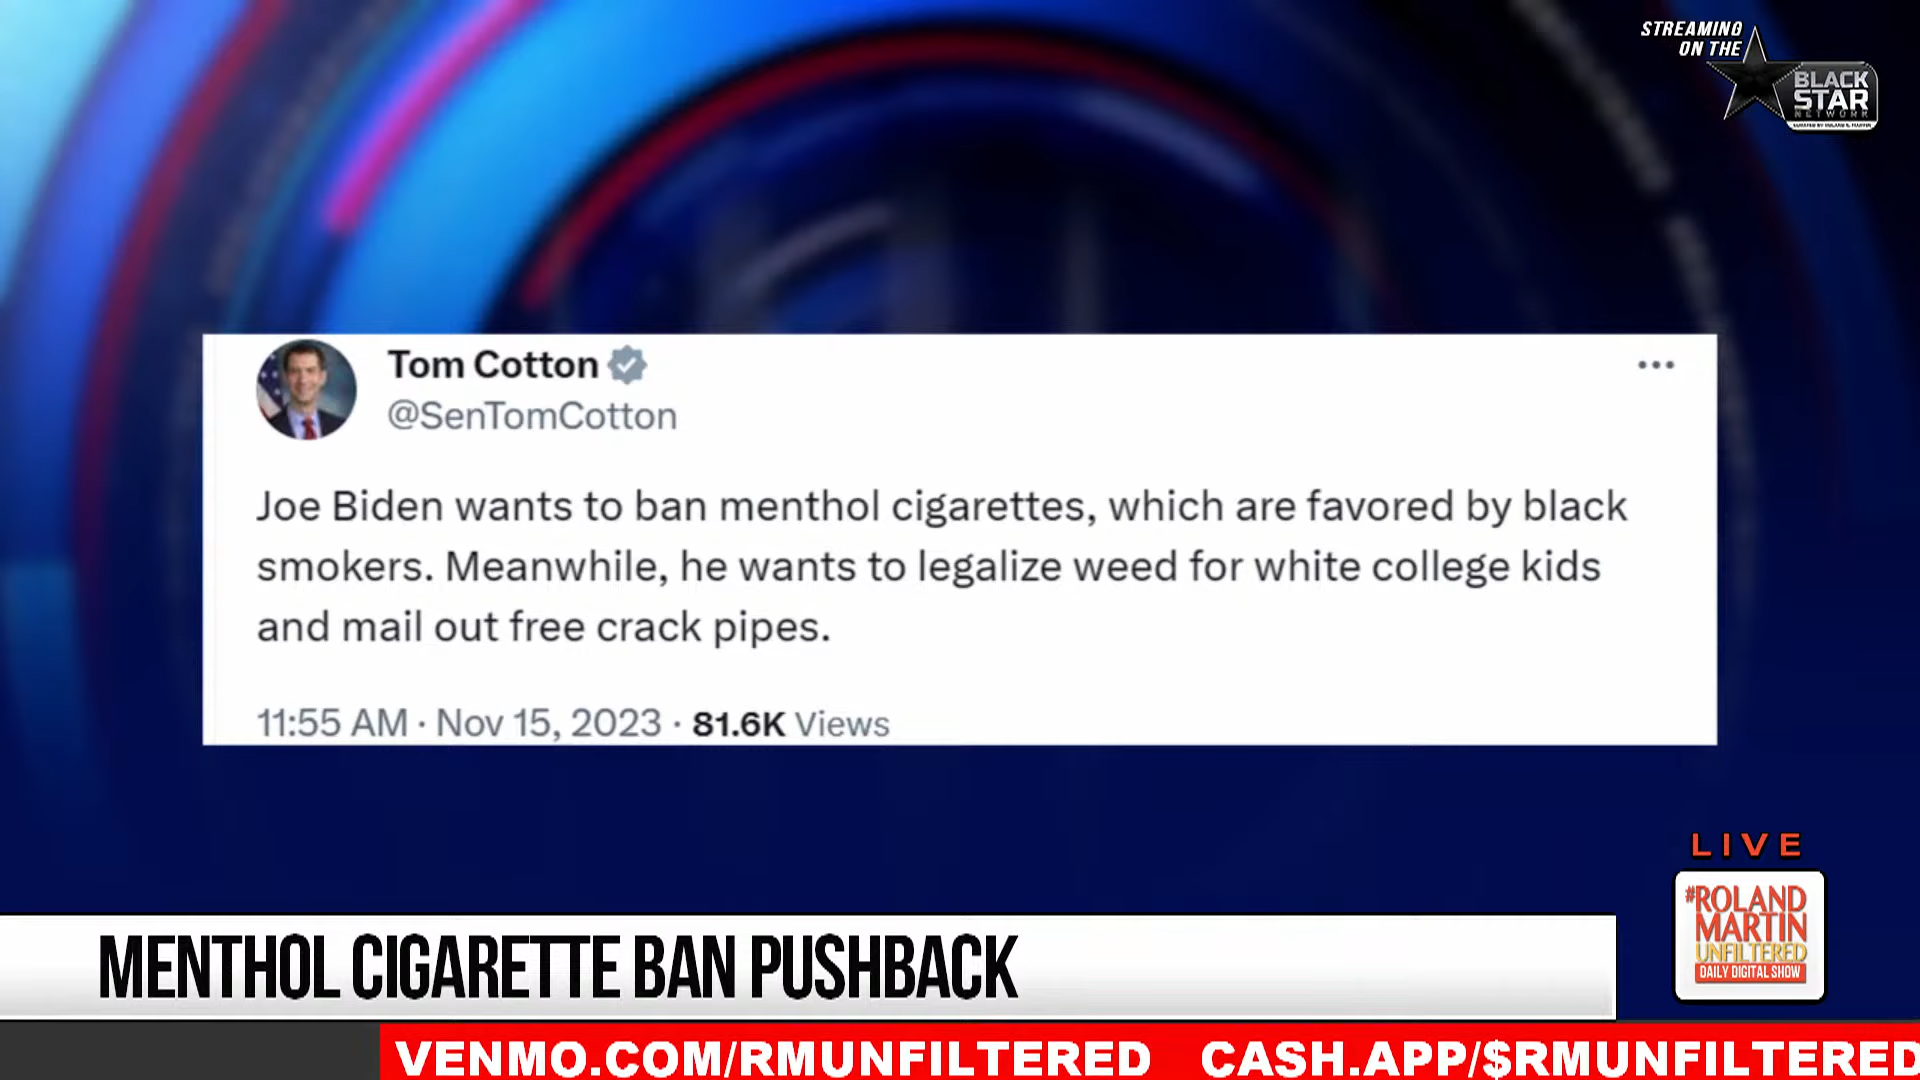 STREAMING
ON THE
BLACK
STAR
NETWORK
Tom Cotton
@SenTomCotton
Joe Biden wants to ban menthol cigarettes, which are favored by black
smokers. Meanwhile, he wants to legalize weed for white college kids
and mail out free crack pipes.
11:55 AM · Nov 15, 2023 · 81.6K Views
LIVE
#ROLAND
MARTIN
UNFILTERED
DAILY DIGITAL SHOW
MENTHOL CIGARETTE BAN PUSHBACK
VENMO.COM/RMUNFILTERED CASH.APP/$RMUNFILTERED